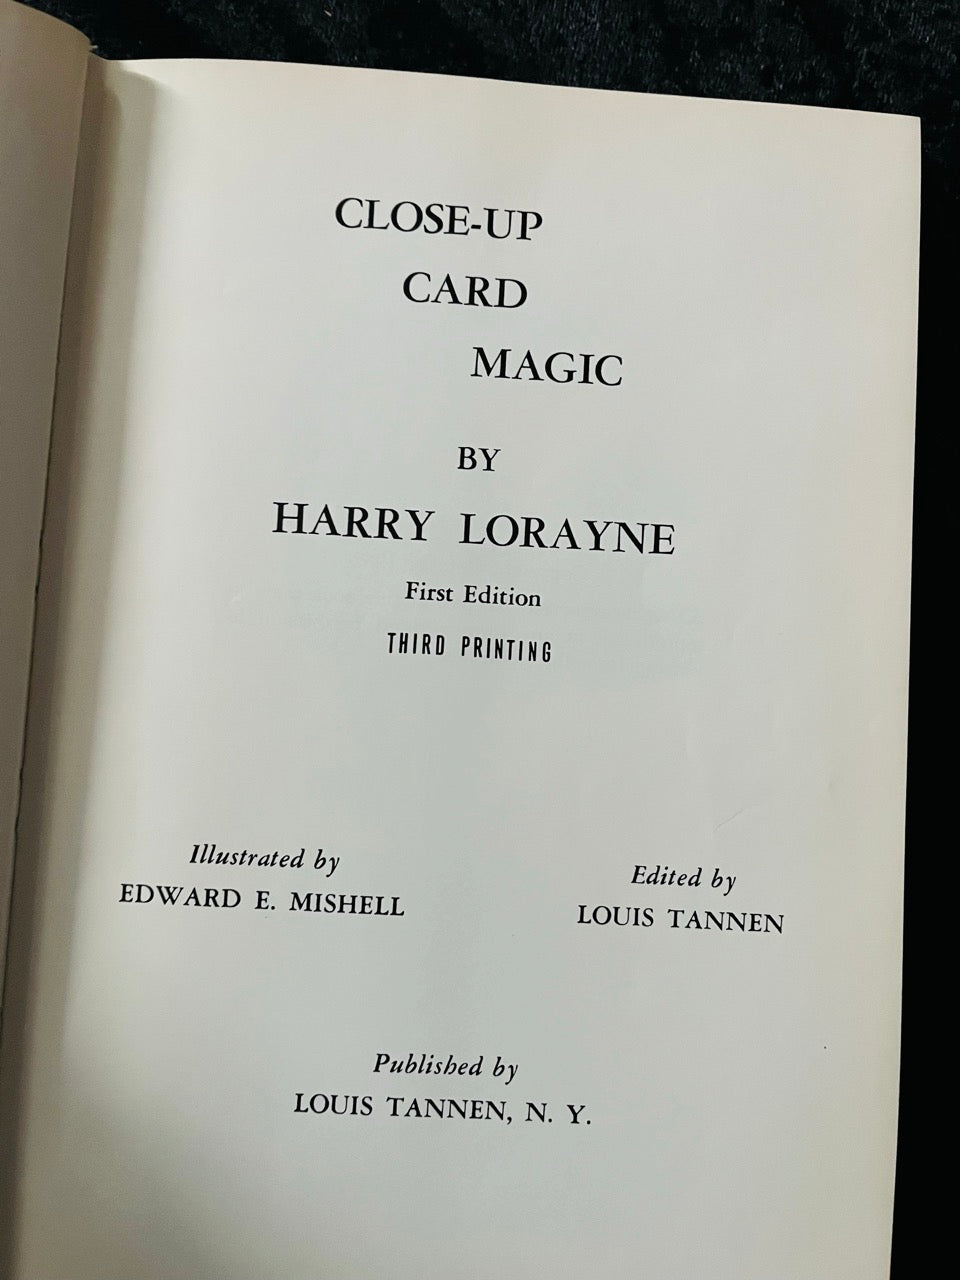 CLOSE-UP
CARD
MAGIC
BY
HARRY LORAYNE
First Edition
THIRD PRINTING
Illustrated by
EDWARD E. MISHELL
Edited by
LOUIS TANNEN
Published by
LOUIS TANNEN, N. Y.